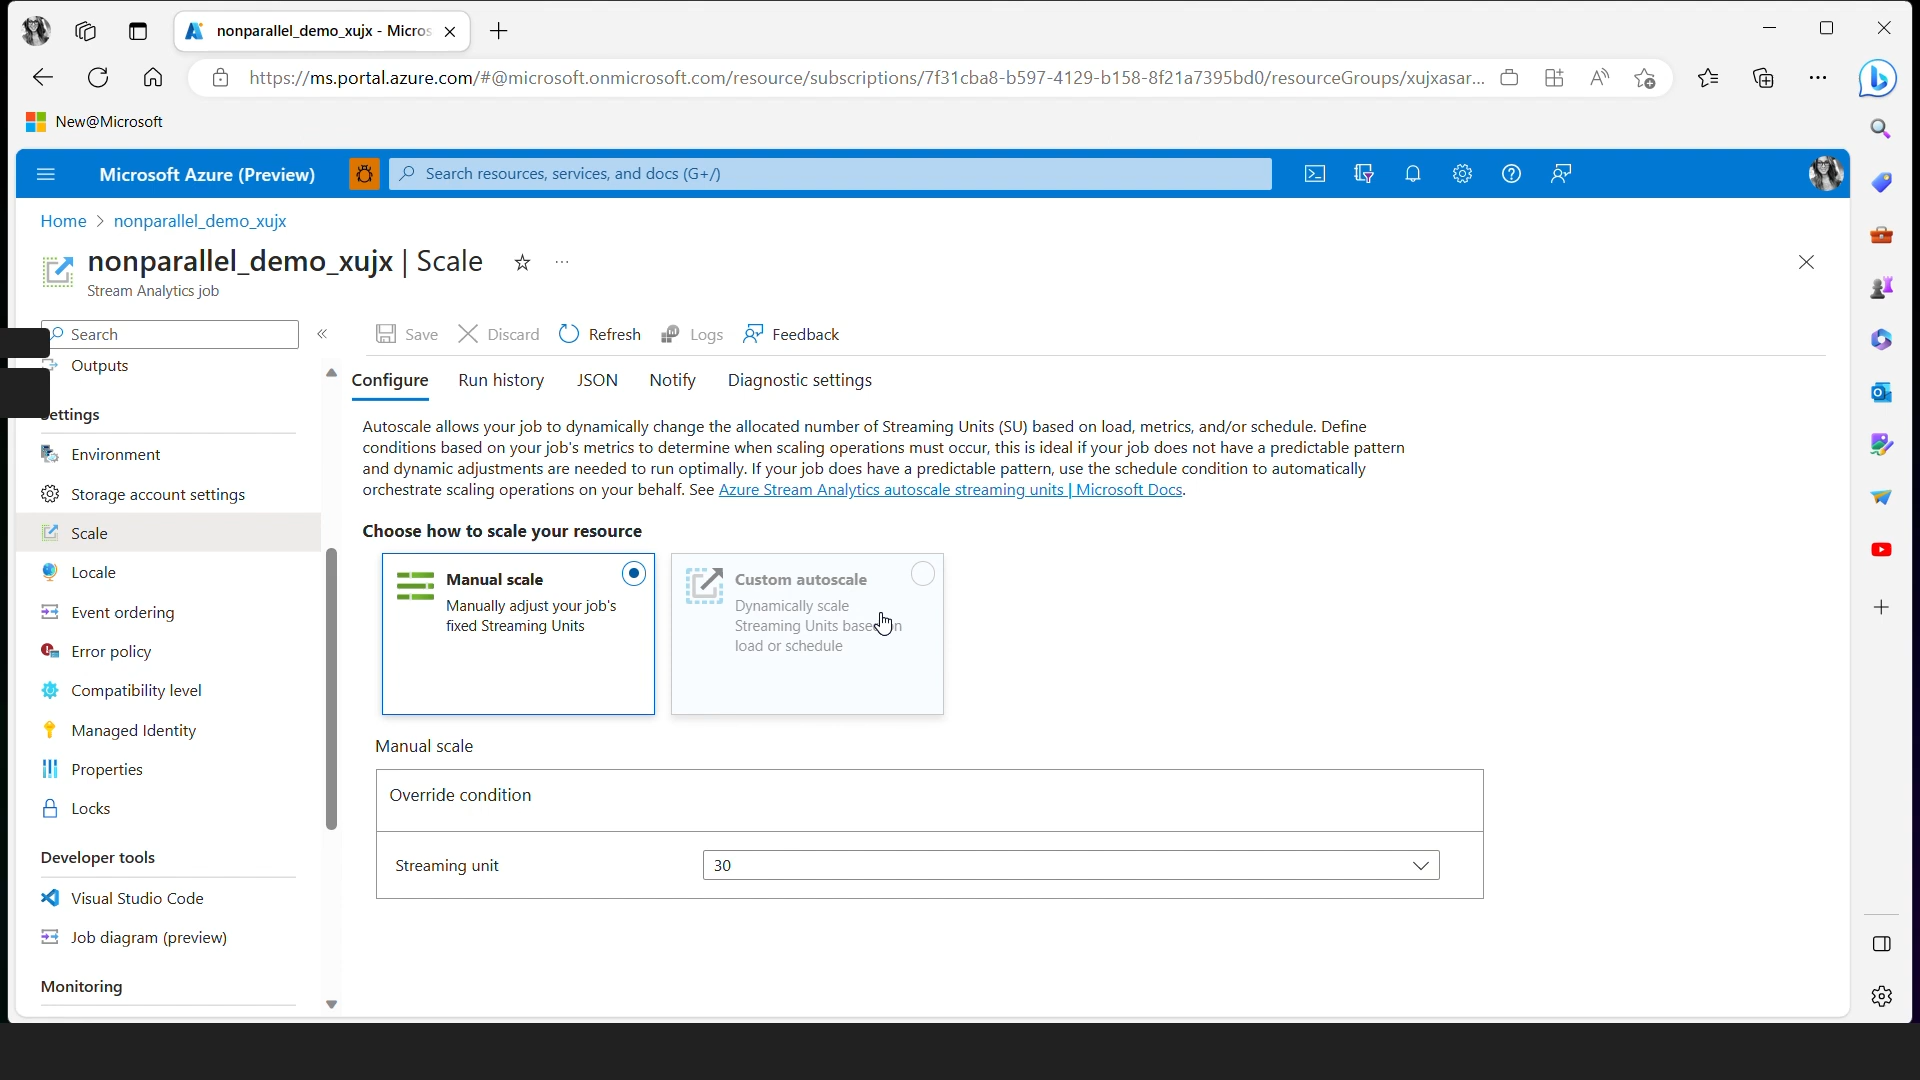 nonparallel_demo_xujx - Micros
https://ms.portal.azure.com/#@microsoft.onmicrosoft.com/resource/subscriptions/7f31cba8-b597-4129-b158-8f21a7395bd0/resourceGroups/xujxasar...
New@Microsoft
Microsoft Azure (Preview)
Search resources, services, and docs (G+/)
Home > nonparallel_demo_xujx
nonparallel_demo_xujx | Scale
Stream Analytics job
Search
Outputs
ettings
Environment
Storage account settings
Scale
Locale
Event ordering
Error policy
Compatibility level
Managed Identity
Properties
Locks
Developer tools
Visual Studio Code
Job diagram (preview)
Monitoring
Save Discard Refresh Logs Feedback
Configure Run history JSON Notify Diagnostic settings
Autoscale allows your job to dynamically change the allocated number of Streaming Units (SU) based on load, metrics, and/or schedule. Define
conditions based on your job's metrics to determine when scaling operations must occur, this is ideal if your job does not have a predictable pattern
and dynamic adjustments are needed to run optimally. If your job does have a predictable pattern, use the schedule condition to automatically
orchestrate scaling operations on your behalf. See Azure Stream Analytics autoscale streaming units | Microsoft Docs.
Choose how to scale your resource
Manual scale
Manually adjust your job's
fixed Streaming Units
Custom autoscale
Dynamically scale
Streaming Units base n
load or schedule
Manual scale
Override condition
Streaming unit
30